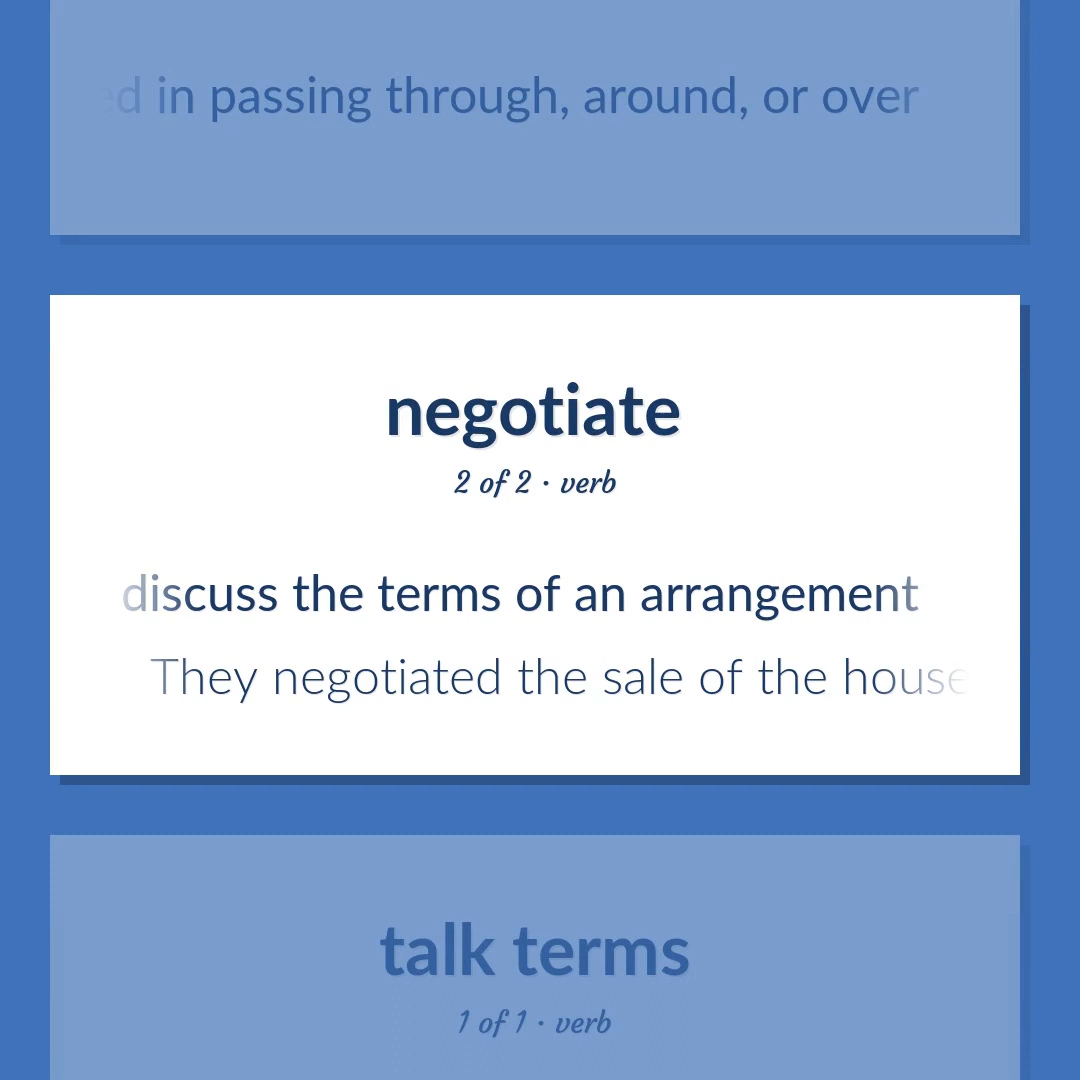 in passing through, around, or over
negotiate
2 of 2 · verb
discuss the terms of an arrangement
They negotiated the sale of the house
talk terms
1 of 1 · verb